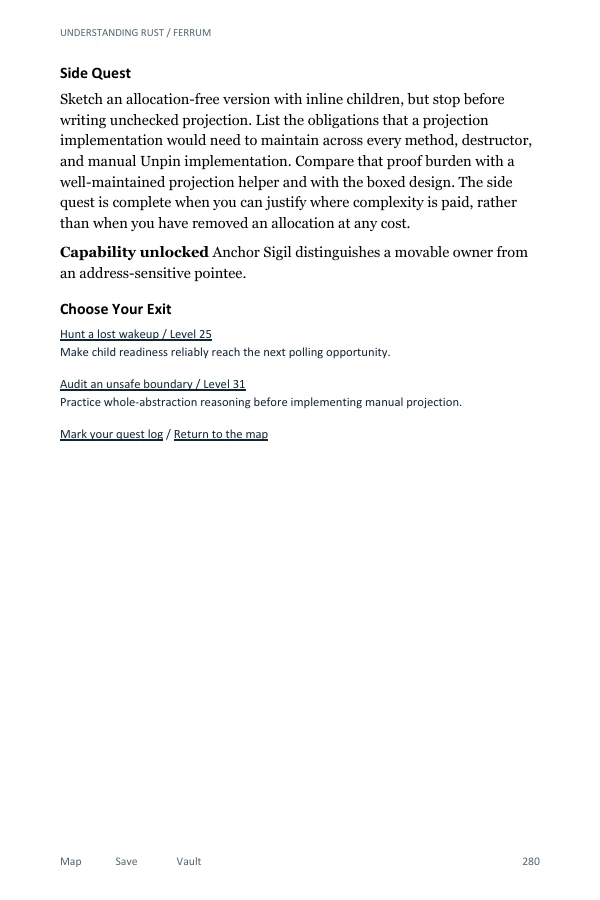 UNDERSTANDING RUST / FERRUM
Side Quest
Sketch an allocation-free version with inline children, but stop before
writing unchecked projection. List the obligations that a projection
implementation would need to maintain across every method, destructor,
and manual Unpin implementation. Compare that proof burden with a
well-maintained projection helper and with the boxed design. The side
quest is complete when you can justify where complexity is paid, rather
than when you have removed an allocation at any cost.
Capability unlocked Anchor Sigil distinguishes a movable owner from
an address-sensitive pointee.
Choose Your Exit
Hunt a lost wakeup / Level 25
Make child readiness reliably reach the next polling opportunity.
Audit an unsafe boundary / Level 31
Practice whole-abstraction reasoning before implementing manual projection.
Mark your quest log / Return to the map
Map Save Vault 280